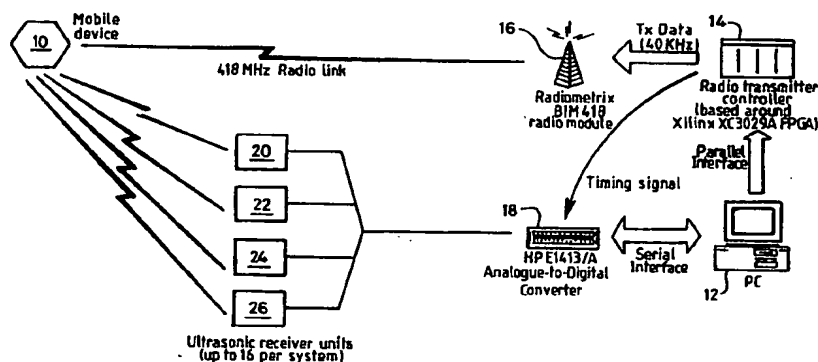 Mobile
device
10
418 MHz Radio link
16
Radiometrix
BIM 418
radio module
Tx Data
(40KHz)
14
Radio transmitter
controller
(based around
Xilinx XC3029A FPGA)
Parallel
Interface
Timing signal
20
22
24
26
Ultrasonic receiver units
(up to 16 per system)
18
HP E1413/A
Analogue-to-Digital
Converter
Serial
Interface
12
PC